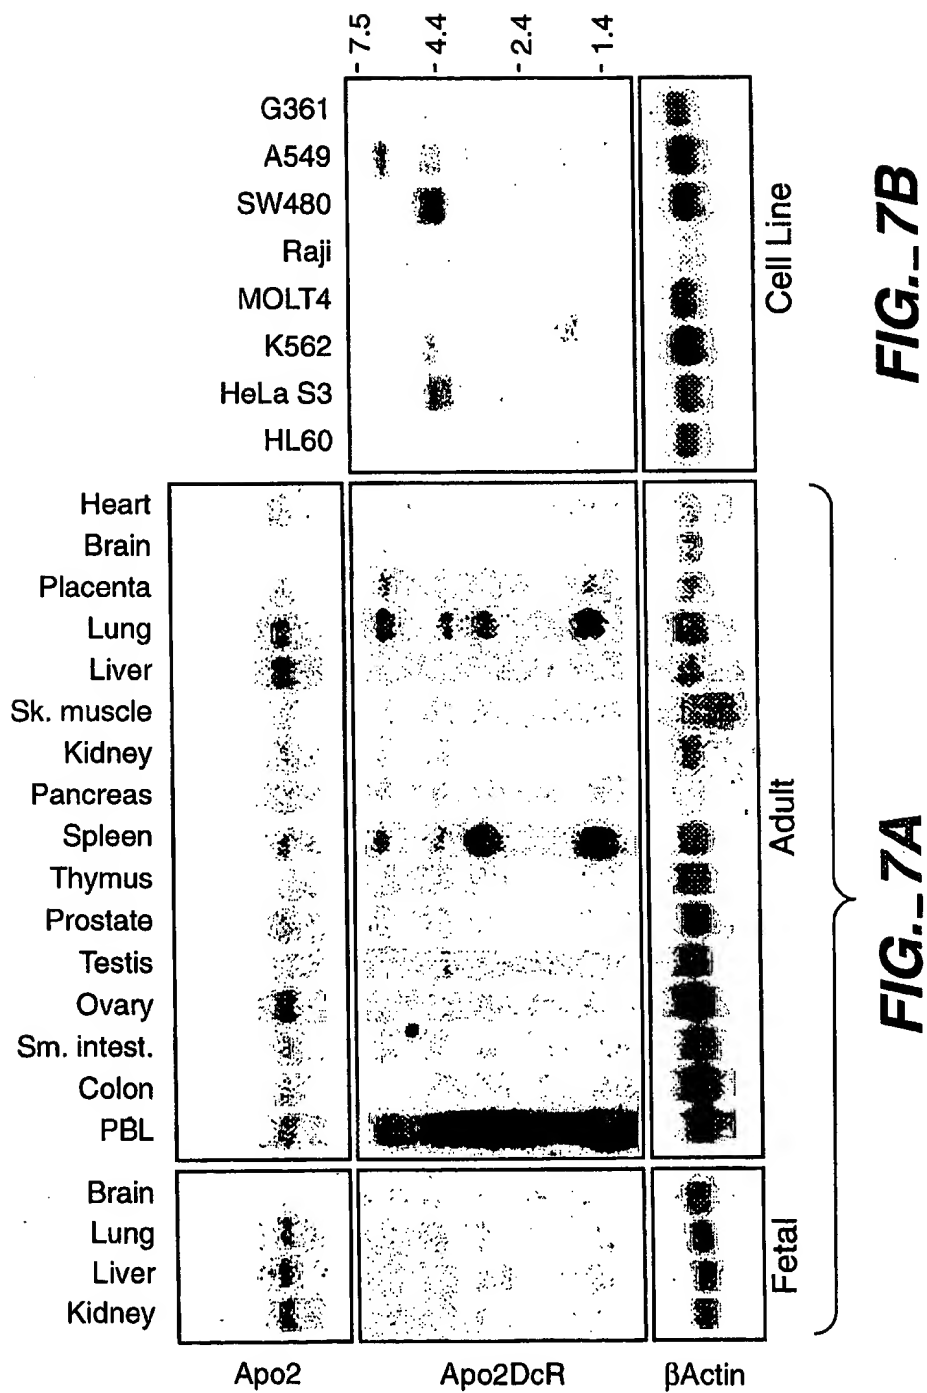 - 7.5
- 4.4
- 2.4
- 1.4
G361
A549
SW480
Raji
MOLT4
K562
HeLa S3
HL60
Cell Line
FIG._7B
Heart
Brain
Placenta
Lung
Liver
Sk. muscle
Kidney
Pancreas
Spleen
Thymus
Prostate
Testis
Ovary
Sm. intest.
Colon
PBL
Adult
Brain
Lung
Liver
Kidney
Fetal
FIG._7A
Apo2
Apo2DcR
βActin